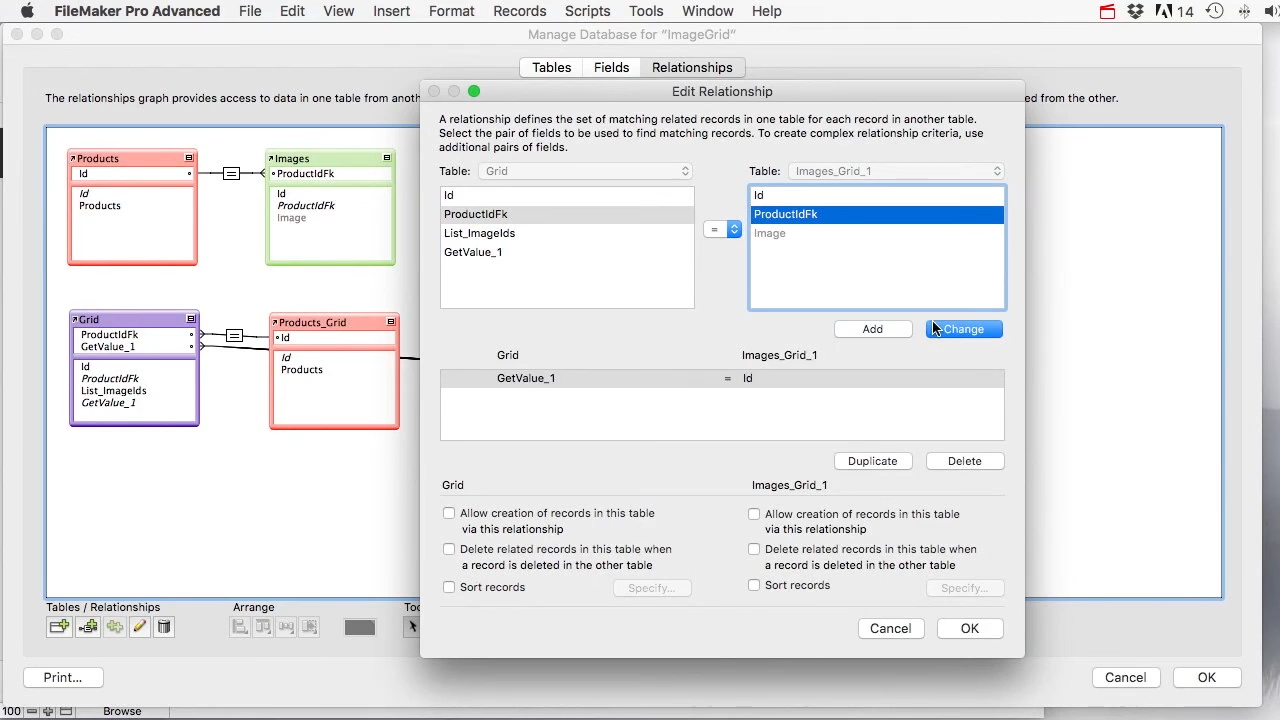 FileMaker Pro Advanced File Edit View Insert Format Records Scripts Tools Window Help 14
Manage Database for “ImageGrid”
Tables Fields Relationships
The relationships graph provides access to data in one table from anoth
ed from the other.
Edit Relationship
A relationship defines the set of matching related records in one table for each record in another table.
Select the pair of fields to be used to find matching records. To create complex relationship criteria, use
additional pairs of fields.
Table: Grid
Table: Images_Grid_1
Id
ProductIdFk
List_ImageIds
GetValue_1
=
Id
ProductIdFk
Image
Add
Change
Grid
Images_Grid_1
GetValue_1 = Id
Duplicate
Delete
Grid
Images_Grid_1
Allow creation of records in this table
via this relationship
Delete related records in this table when
a record is deleted in the other table
Sort records
Specify...
Allow creation of records in this table
via this relationship
Delete related records in this table when
a record is deleted in the other table
Sort records
Specify...
Cancel
OK
Products
Id
Id
Products
Images
ProductIdFk
Id
ProductIdFk
Image
Grid
ProductIdFk
GetValue_1
Id
ProductIdFk
List_ImageIds
GetValue_1
Products_Grid
Id
Id
Products
Tables / Relationships
Arrange
Too
Print...
Cancel
OK
100
Browse